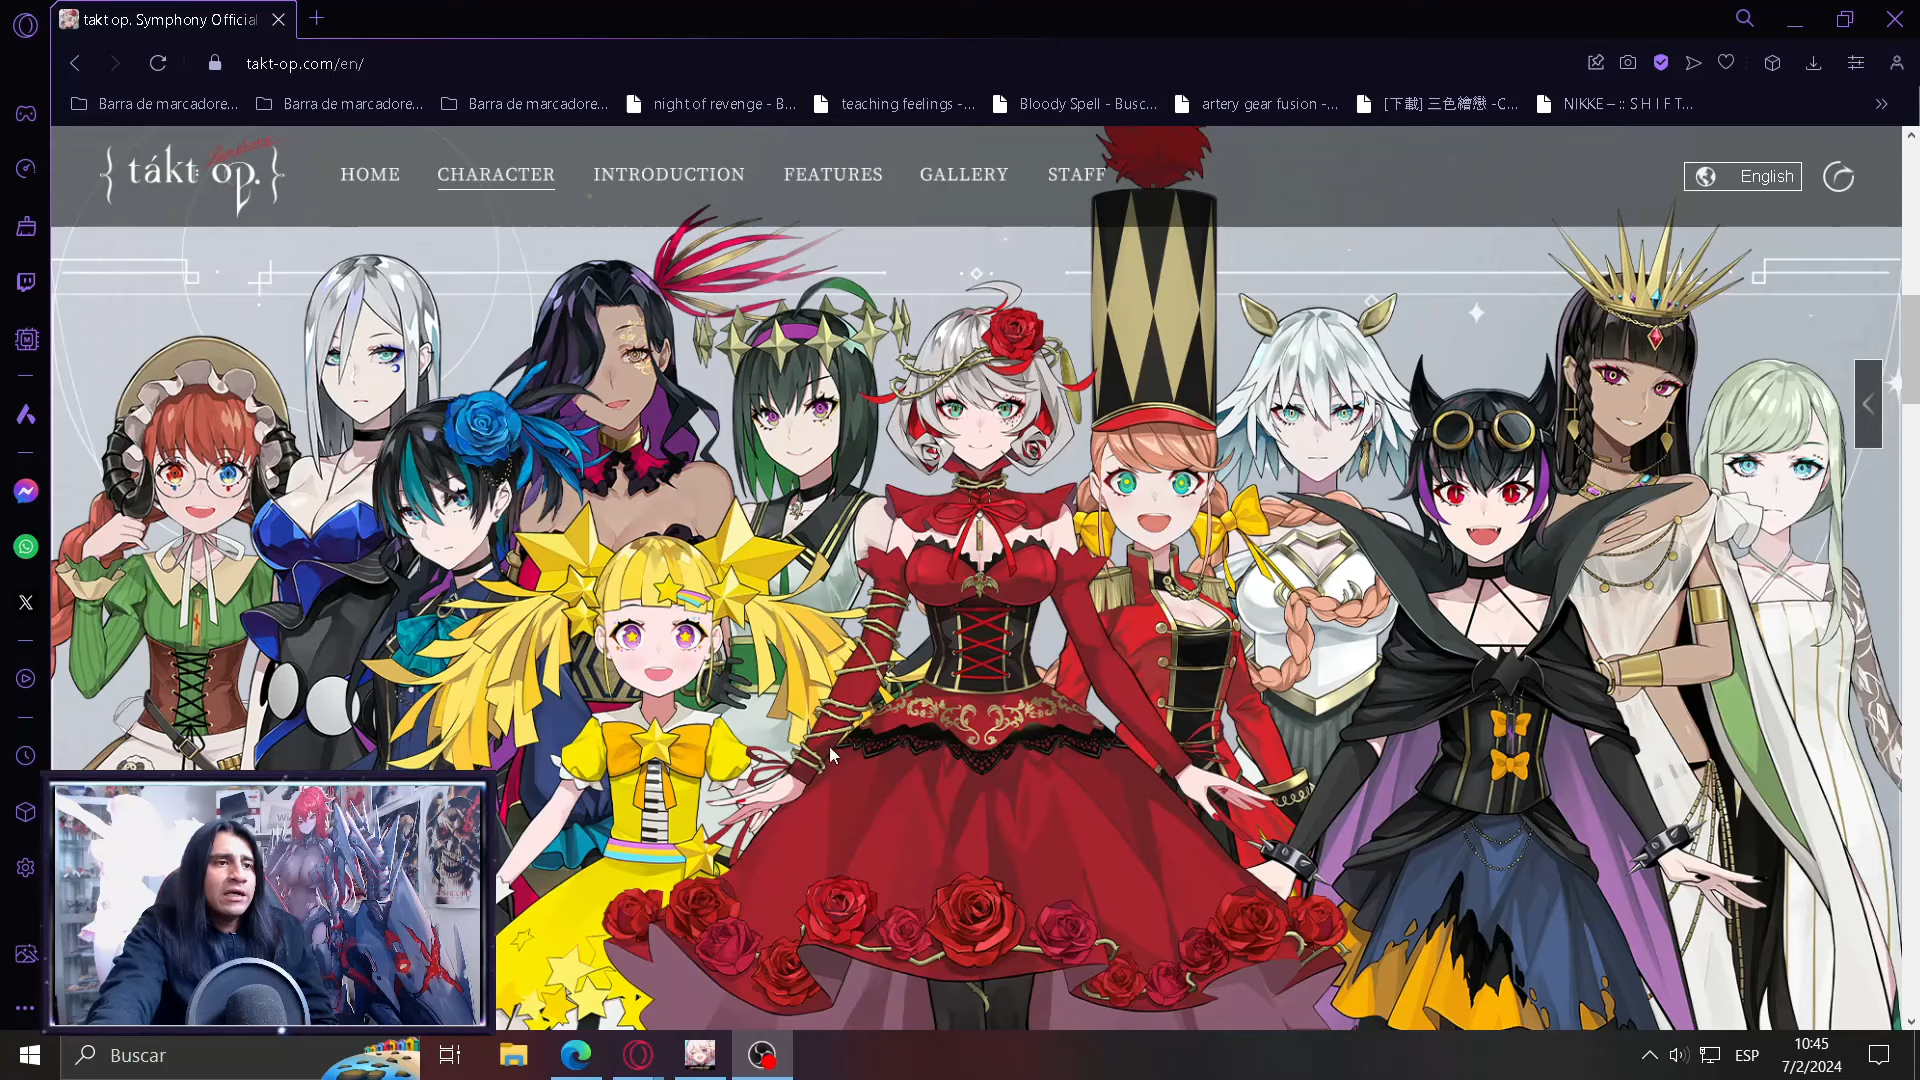 takt op. Symphony Official
takt-op.com/en/
Barra de marcadore...
Barra de marcadore...
Barra de marcadore...
night of revenge - B...
teaching feelings -...
Bloody Spell - Busc...
artery gear fusion -...
[下載] 三色繪戀 -C...
NIKKE – :: S H I F T...
{ tákt op. } Symphony
HOME
CHARACTER
INTRODUCTION
FEATURES
GALLERY
STAFF
English
Buscar
ESP
10:45
7/2/2024